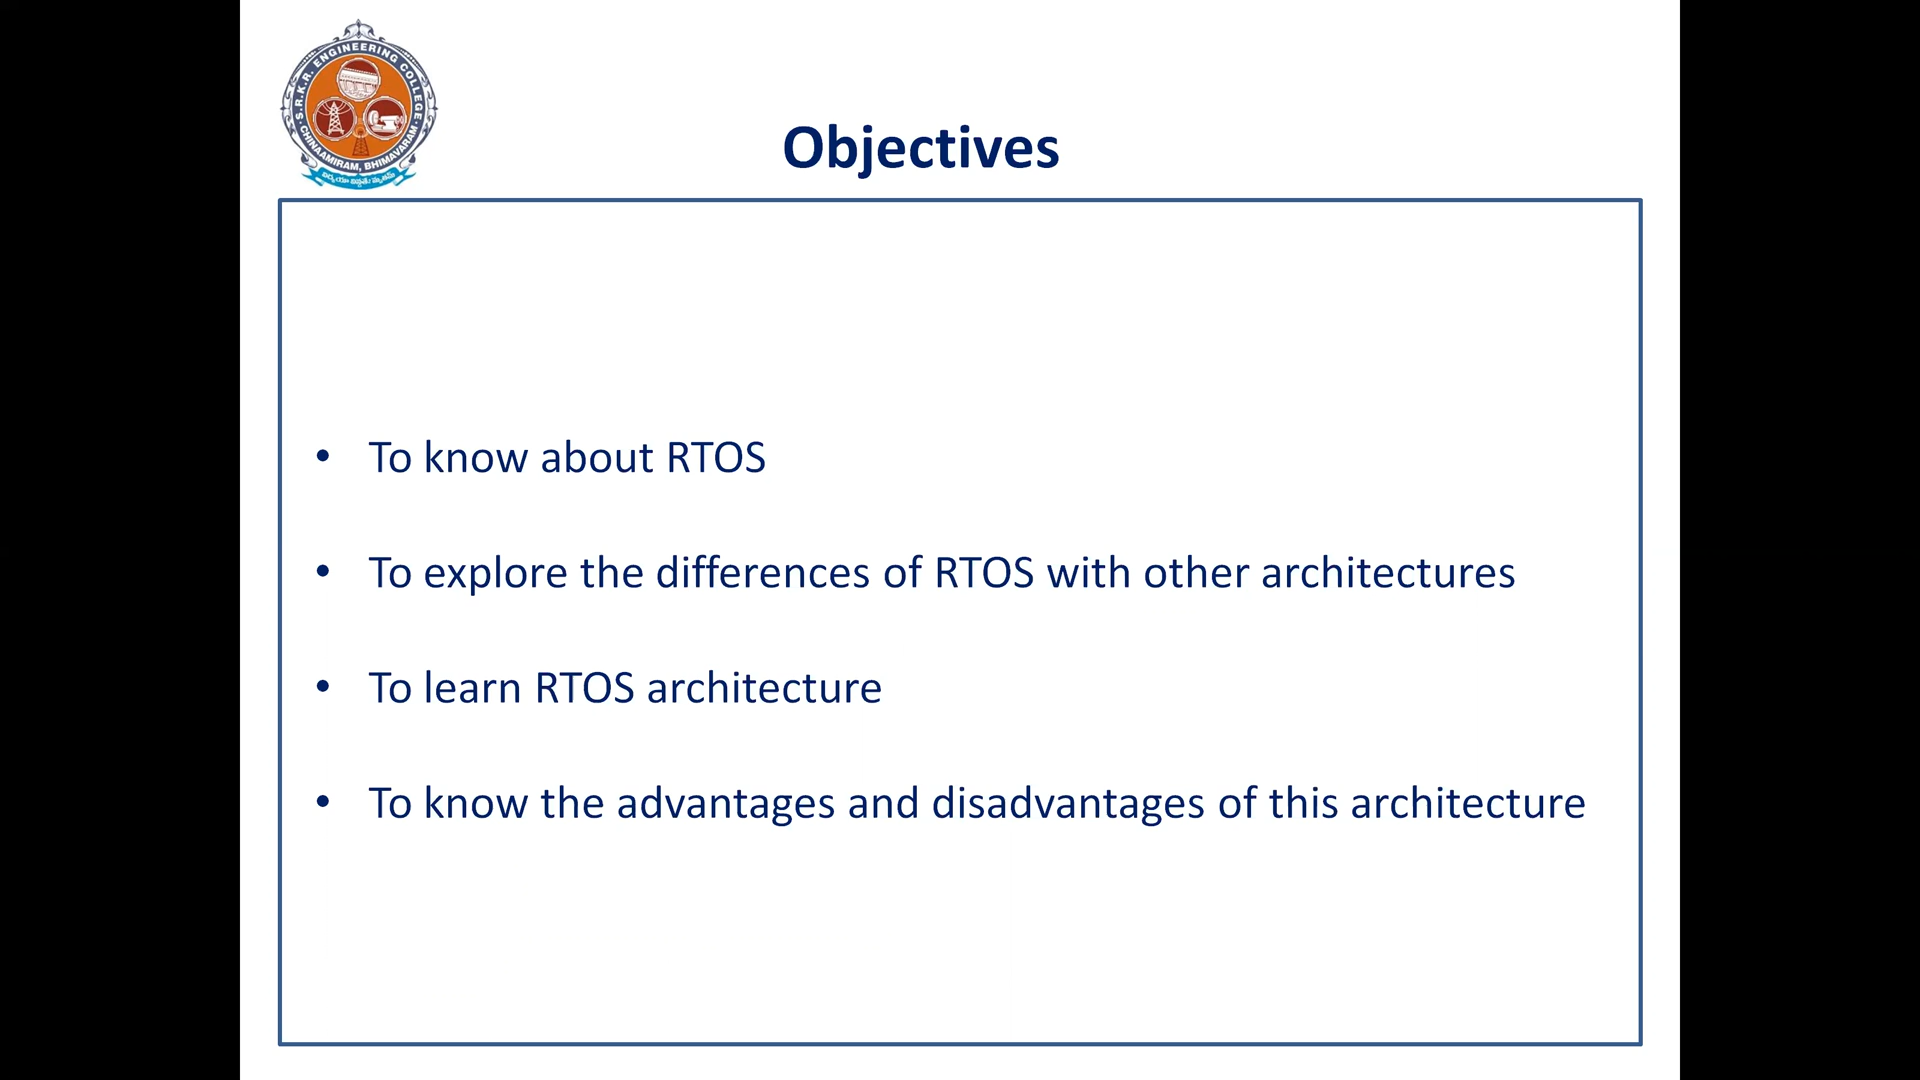 S.R.K.R. ENGINEERING COLLEGE
CHINAAMIRAM, BHIMAVARAM
Objectives
• To know about RTOS
• To explore the differences of RTOS with other architectures
• To learn RTOS architecture
• To know the advantages and disadvantages of this architecture